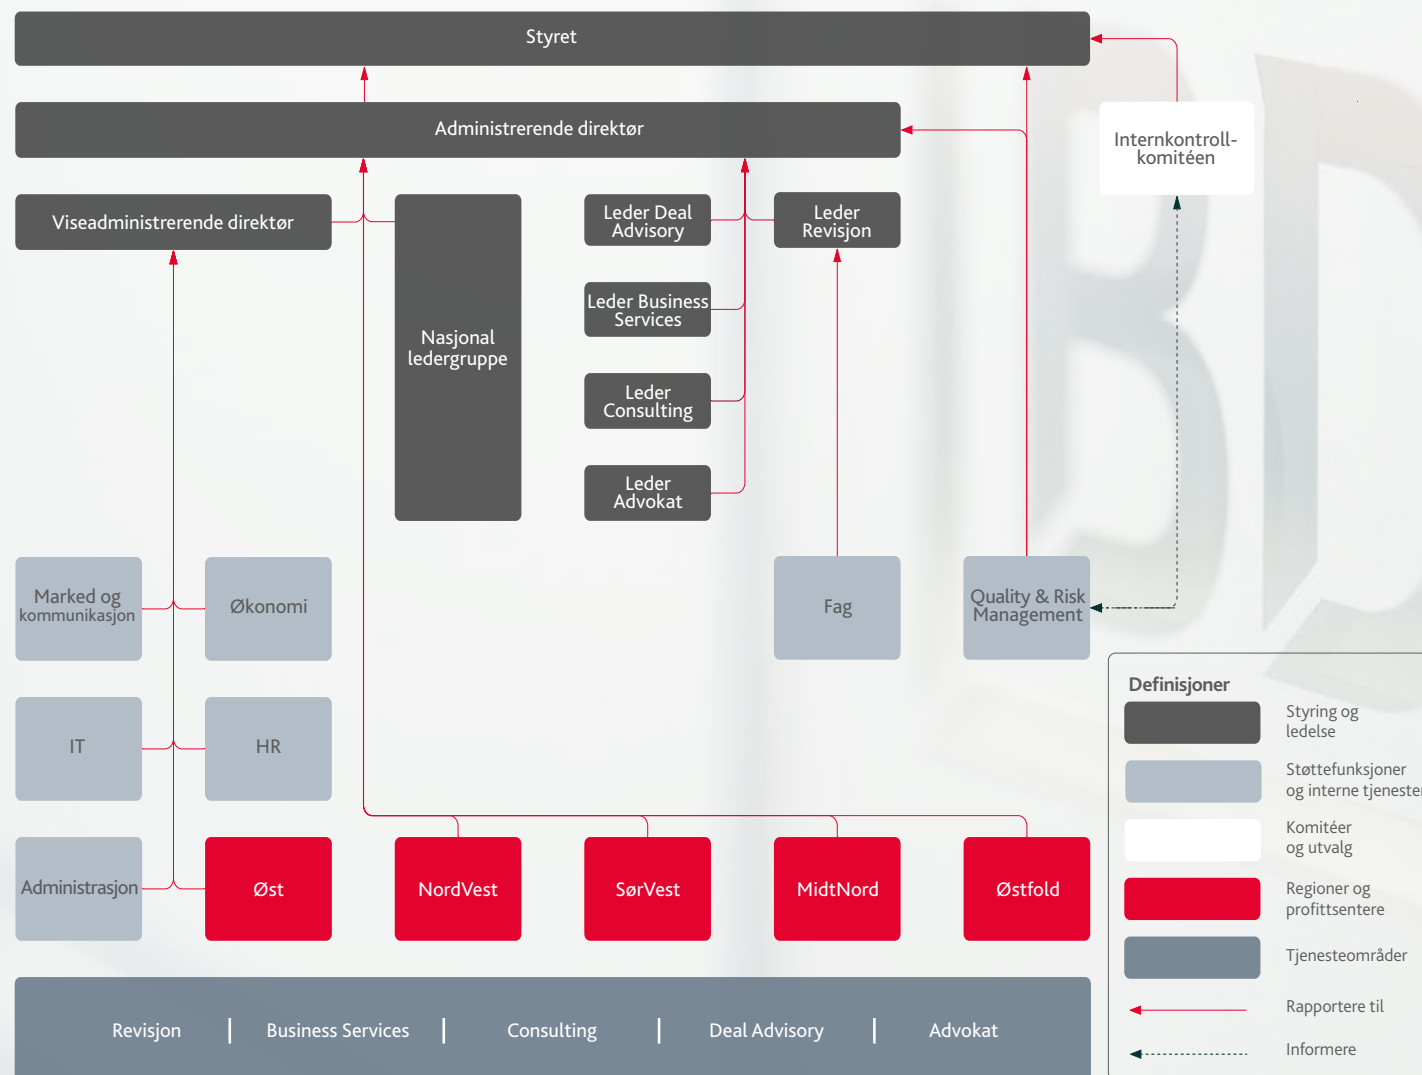 Styret
Administrerende direktør
Internkontroll-
komitéen
Viseadministrerende direktør
Nasjonal
ledergruppe
Leder Deal
Advisory
Leder
Revisjon
Leder Business
Services
Leder
Consulting
Leder
Advokat
Marked og
kommunikasjon
Økonomi
Fag
Quality & Risk
Management
IT
HR
Administrasjon
Øst
NordVest
SørVest
MidtNord
Østfold
Revisjon | Business Services | Consulting | Deal Advisory | Advokat
Definisjoner
Styring og
ledelse
Støttefunksjoner
og interne tjenester
Komitéer
og utvalg
Regioner og
profittsentere
Tjenesteområder
Rapportere til
Informere